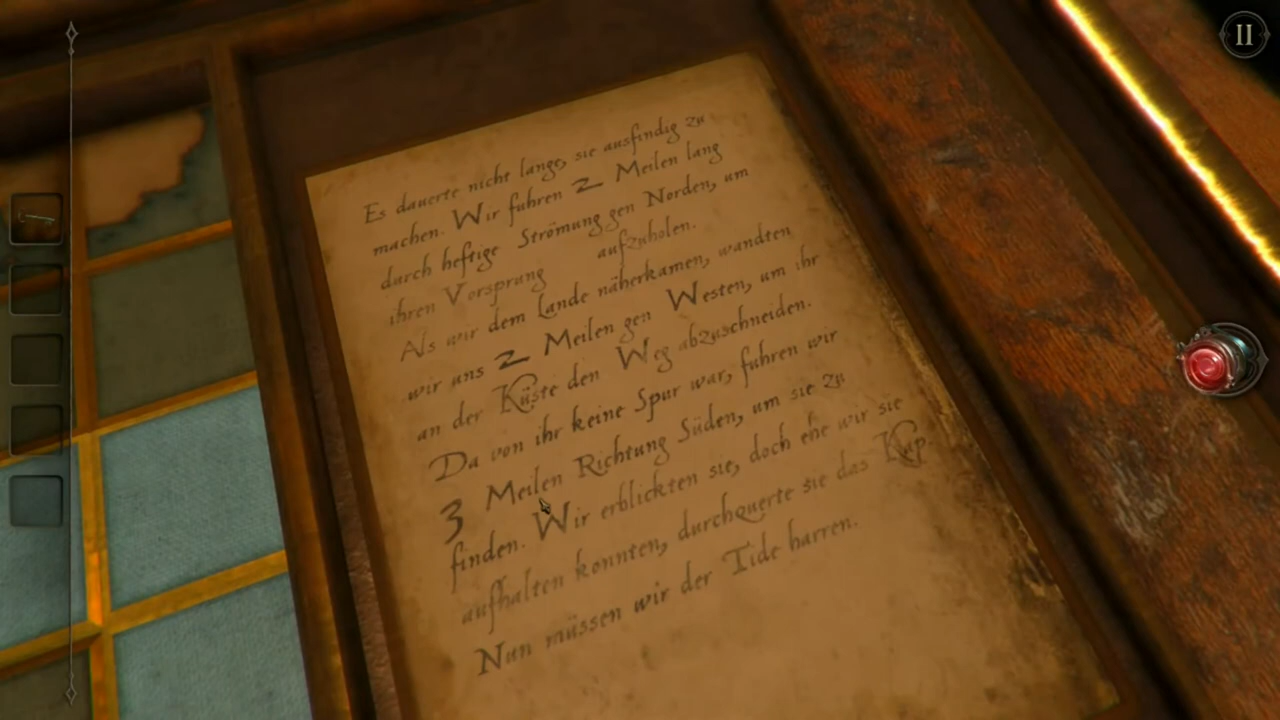 Es dauerte nicht lange, sie ausfindig zu
machen. Wir fuhren 2 Meilen lang
durch heftige Strömung gen Norden, um
ihren Vorsprung aufzuholen.
Als wir dem Lande näherkamen, wandten
wir uns 2 Meilen gen Westen, um ihr
an der Küste den Weg abzuschneiden.
Da von ihr keine Spur war, fuhren wir
3 Meilen Richtung Süden, um sie zu
finden. Wir erblickten sie, doch ehe wir sie
aufhalten konnten, durchquerte sie das Kap.
Nun müssen wir der Tide harren.